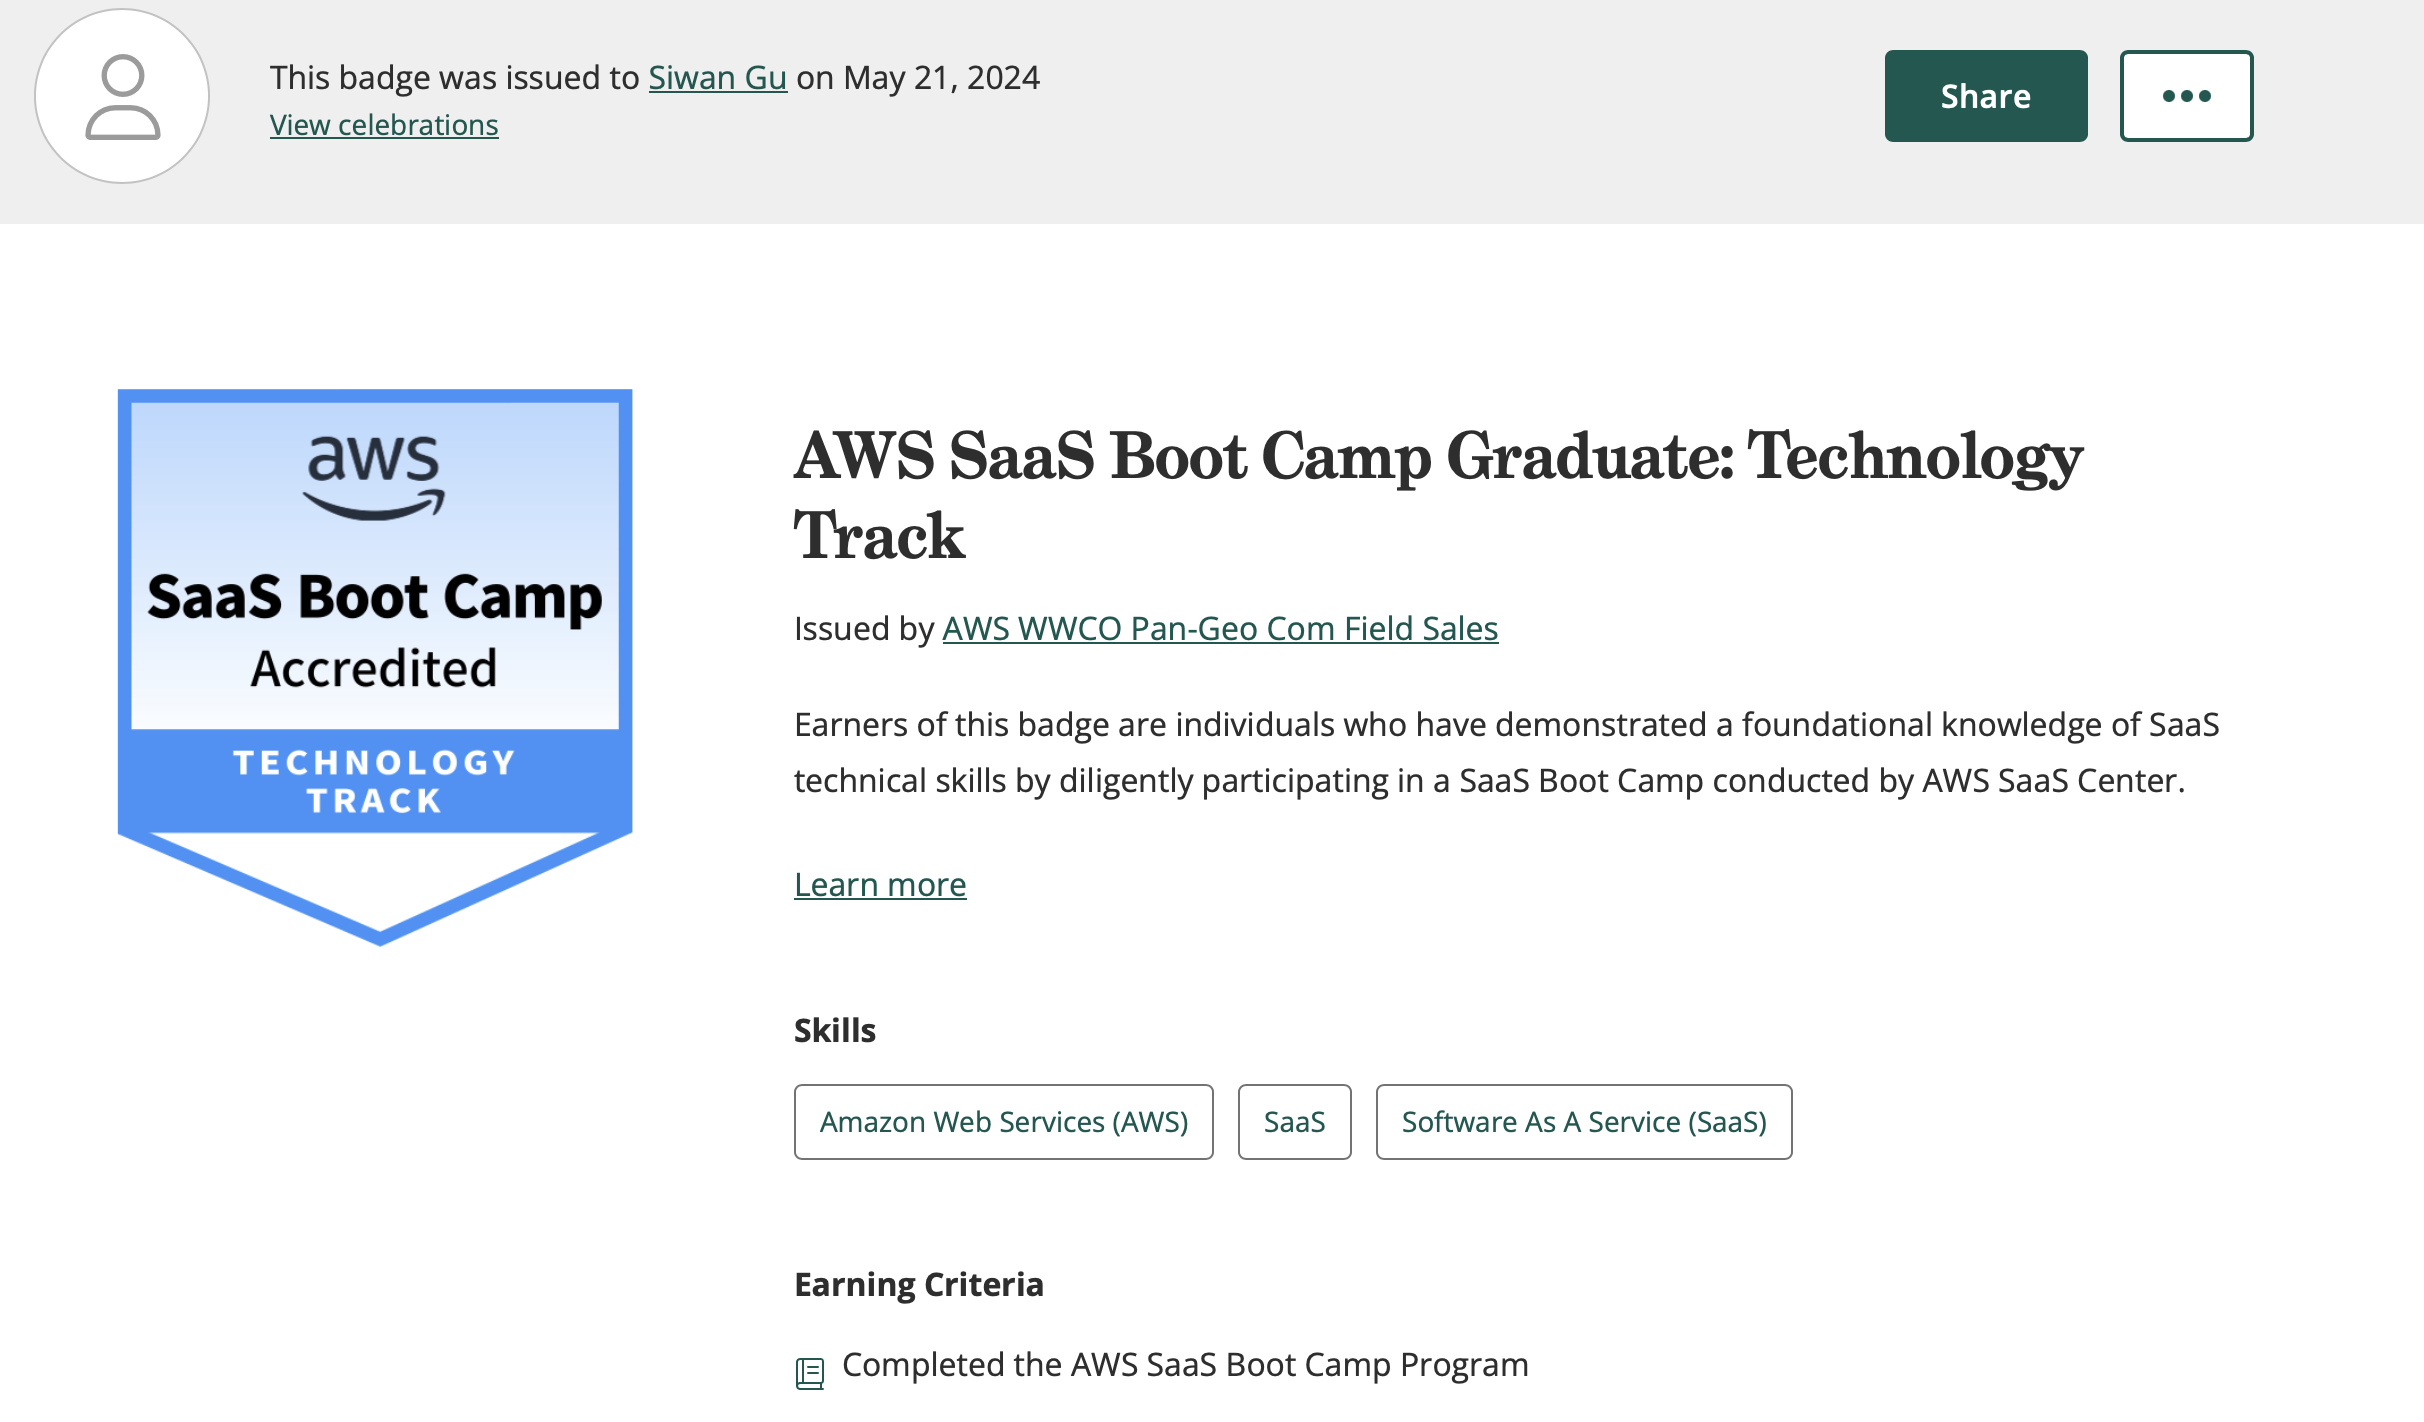 This badge was issued to Siwan Gu on May 21, 2024
View celebrations
Share
aws
SaaS Boot Camp
Accredited
TECHNOLOGY
TRACK
AWS SaaS Boot Camp Graduate: Technology
Track
Issued by AWS WWCO Pan-Geo Com Field Sales
Earners of this badge are individuals who have demonstrated a foundational knowledge of SaaS
technical skills by diligently participating in a SaaS Boot Camp conducted by AWS SaaS Center.
Learn more
Skills
Amazon Web Services (AWS)
SaaS
Software As A Service (SaaS)
Earning Criteria
Completed the AWS SaaS Boot Camp Program